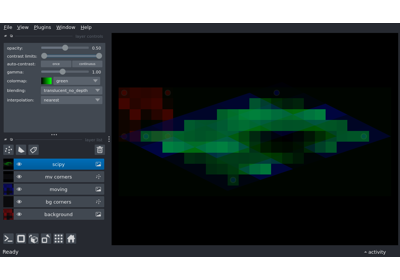 File View Plugins Window Help
opacity: 0.50
contrast limits:
auto-contrast: once continuous
gamma: 1.00
colormap: green
blending: translucent_no_depth
interpolation: nearest
scipy
mv corners
moving
bg corners
background
Ready
activity